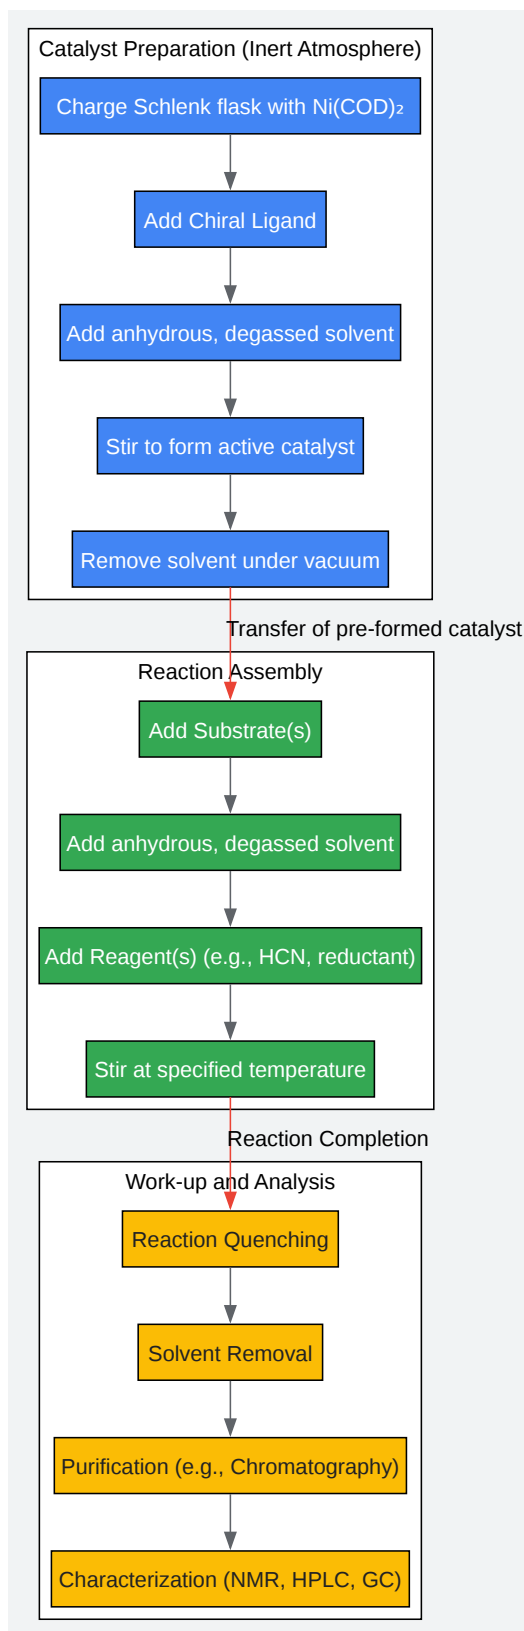 Catalyst Preparation (Inert Atmosphere)
Charge Schlenk flask with Ni(COD)₂
Add Chiral Ligand
Add anhydrous, degassed solvent
Stir to form active catalyst
Remove solvent under vacuum
Transfer of pre-formed catalyst
Reaction Assembly
Add Substrate(s)
Add anhydrous, degassed solvent
Add Reagent(s) (e.g., HCN, reductant)
Stir at specified temperature
Reaction Completion
Work-up and Analysis
Reaction Quenching
Solvent Removal
Purification (e.g., Chromatography)
Characterization (NMR, HPLC, GC)